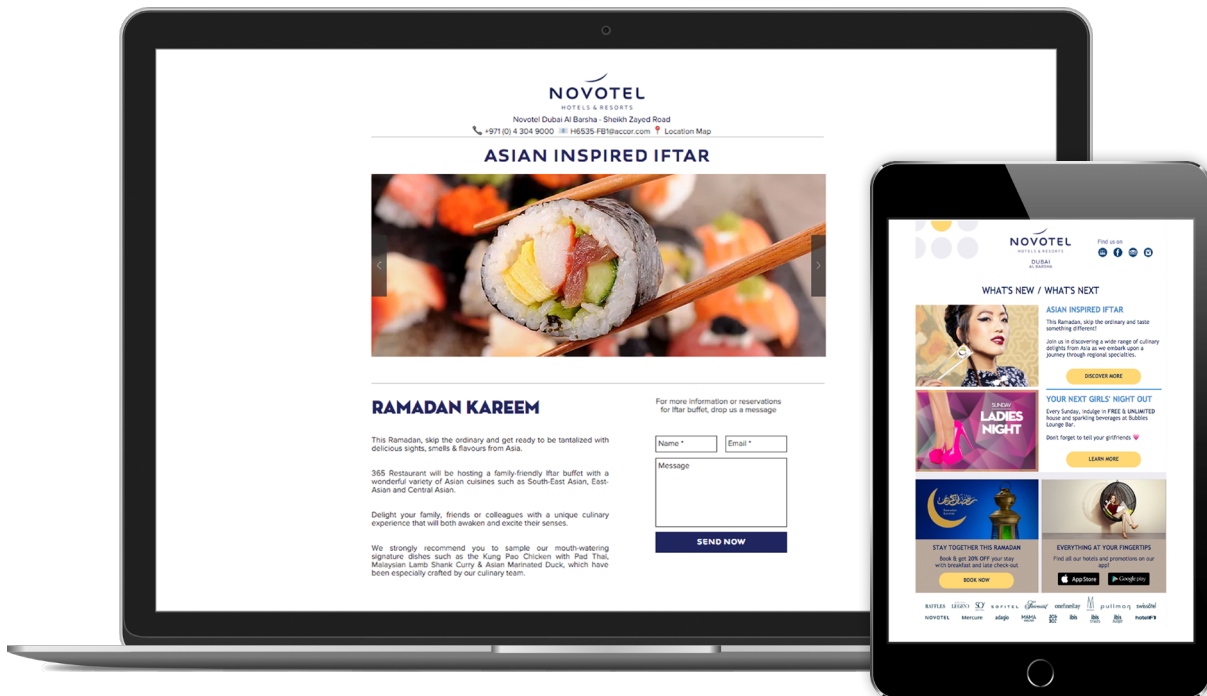 NOVOTEL
HOTELS & RESORTS
Novotel Dubai Al Barsha - Sheikh Zayed Road
+971 (0) 4 304 9000 H6535-FB1@accor.com Location Map
ASIAN INSPIRED IFTAR
RAMADAN KAREEM
This Ramadan, skip the ordinary and get ready to be tantalized with
delicious sights, smells & flavours from Asia.
365 Restaurant will be hosting a family-friendly Iftar buffet with a
wonderful variety of Asian cuisines such as South-East Asian, East-
Asian and Central Asian.
Delight your family, friends or colleagues with a unique culinary
experience that will both awaken and excite their senses.
We strongly recommend you to sample our mouth-watering
signature dishes such as the Kung Pao Chicken with Pad Thai,
Malaysian Lamb Shank Curry & Asian Marinated Duck, which have
been especially crafted by our culinary team.
For more information or reservations
for Iftar buffet, drop us a message
Name *
Email *
Message
SEND NOW
NOVOTEL
HOTELS & RESORTS
DUBAI
AL BARSHA
Find us on
WHAT'S NEW / WHAT'S NEXT
ASIAN INSPIRED IFTAR
This Ramadan, skip the ordinary and taste
something different!
Join us in discovering a wide range of culinary
delights from Asia as we embark upon a
journey through regional specialties.
DISCOVER MORE
SUNDAY
LADIES
NIGHT
YOUR NEXT GIRLS' NIGHT OUT
Every Sunday, indulge in FREE & UNLIMITED
house and sparkling beverages at Bubbles
Lounge Bar.
Don't forget to tell your girlfriends
LEARN MORE
STAY TOGETHER THIS RAMADAN
Book & get 20% OFF your stay
with breakfast and late check-out
BOOK NOW
EVERYTHING AT YOUR FINGERTIPS
Find all our hotels and promotions on our
app!
App Store
Google play
RAFFLES LEGEND SO SOFITEL Fairmont onefinestay pullman swissôtel
NOVOTEL Mercure adagio MAMA SHELTER JO&JOE ibis ibis ibis hotelF1